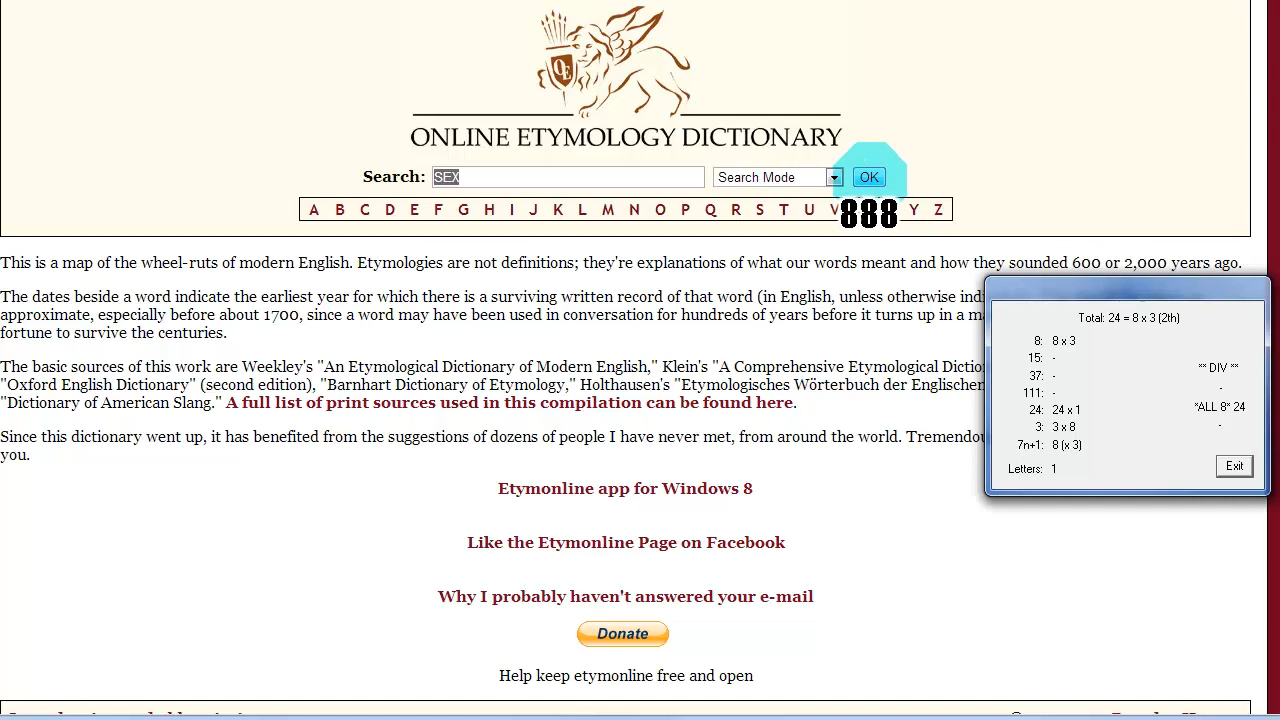 OE
ONLINE ETYMOLOGY DICTIONARY
Search: SEX Search Mode OK
A B C D E F G H I J K L M N O P Q R S T U V Y Z
888
This is a map of the wheel-ruts of modern English. Etymologies are not definitions; they're explanations of what our words meant and how they sounded 600 or 2,000 years ago.
The dates beside a word indicate the earliest year for which there is a surviving written record of that word (in English, unless otherwise
approximate, especially before about 1700, since a word may have been used in conversation for hundreds of years before it turns up in a
fortune to survive the centuries.
The basic sources of this work are Weekley's "An Etymological Dictionary of Modern English," Klein's "A Comprehensive Etymological
"Oxford English Dictionary" (second edition), "Barnhart Dictionary of Etymology," Holthausen's "Etymologisches Wörterbuch der Englischen
"Dictionary of American Slang." A full list of print sources used in this compilation can be found here.
Since this dictionary went up, it has benefited from the suggestions of dozens of people I have never met, from around the world.
you.
Etymonline app for Windows 8
Like the Etymonline Page on Facebook
Why I probably haven't answered your e-mail
Donate
Help keep etymonline free and open
Total: 24 = 8 x 3 (2th)
8: 8 x 3
15: -
37: -
111: -
24: 24 x 1
3: 3 x 8
7n+1: 8 (x 3)
Letters: 1
** DIV **
-
*ALL 8* 24
-
Exit